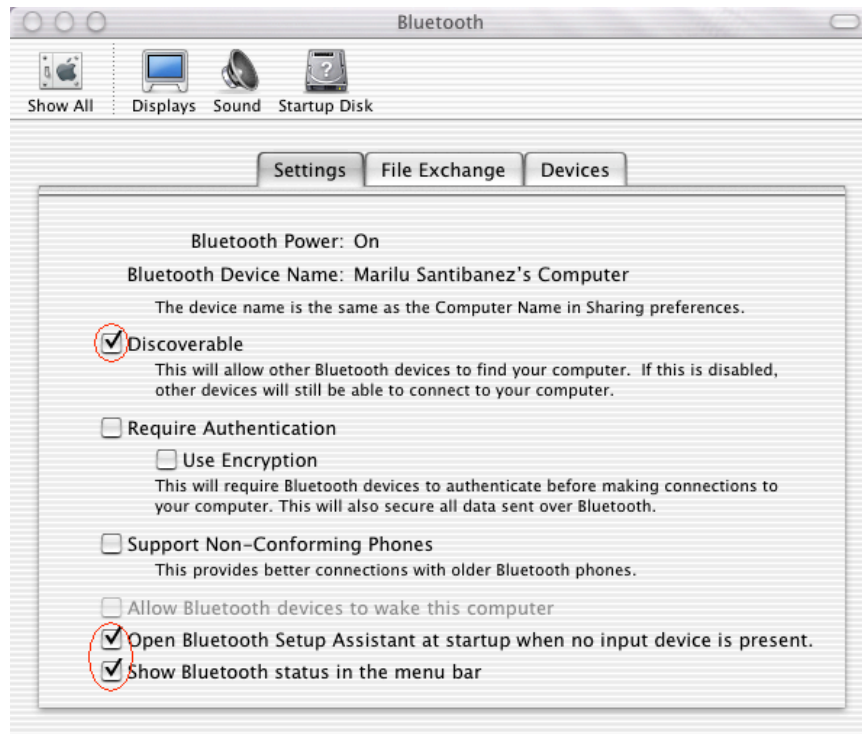 Bluetooth
Show All Displays Sound Startup Disk
Settings File Exchange Devices
Bluetooth Power: On
Bluetooth Device Name: Marilu Santibanez's Computer
The device name is the same as the Computer Name in Sharing preferences.
Discoverable
This will allow other Bluetooth devices to find your computer. If this is disabled,
other devices will still be able to connect to your computer.
Require Authentication
Use Encryption
This will require Bluetooth devices to authenticate before making connections to
your computer. This will also secure all data sent over Bluetooth.
Support Non-Conforming Phones
This provides better connections with older Bluetooth phones.
Allow Bluetooth devices to wake this computer
Open Bluetooth Setup Assistant at startup when no input device is present.
Show Bluetooth status in the menu bar